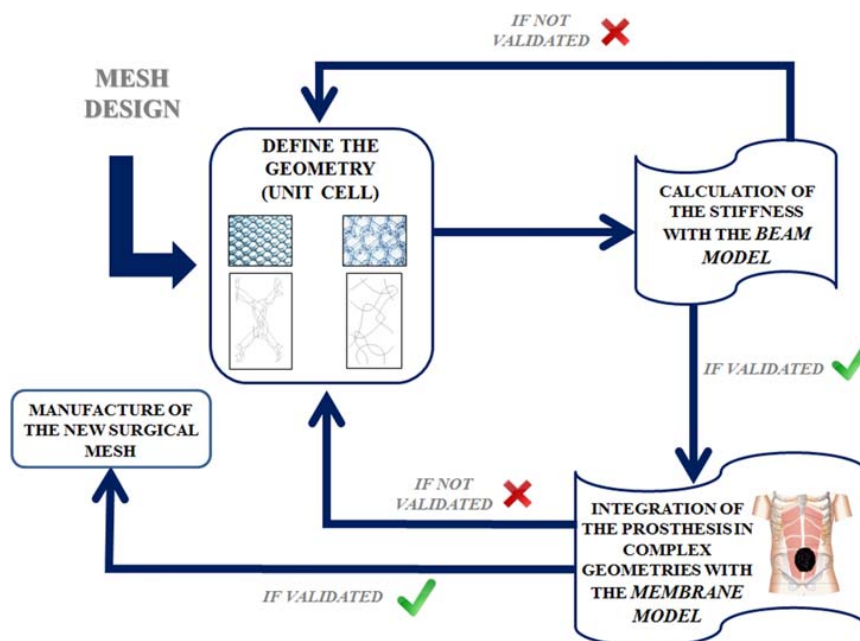 IF NOT
VALIDATED
MESH
DESIGN
DEFINE THE
GEOMETRY
(UNIT CELL)
CALCULATION OF
THE STIFFNESS
WITH THE BEAM
MODEL
IF VALIDATED
MANUFACTURE OF
THE NEW SURGICAL
MESH
IF NOT
VALIDATED
INTEGRATION OF
THE PROSTHESIS IN
COMPLEX
GEOMETRIES WITH
THE MEMBRANE
MODEL
IF VALIDATED